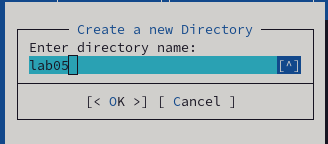 Create a new Directory
Enter directory name:
lab05 [^]
[< OK >] [ Cancel ]